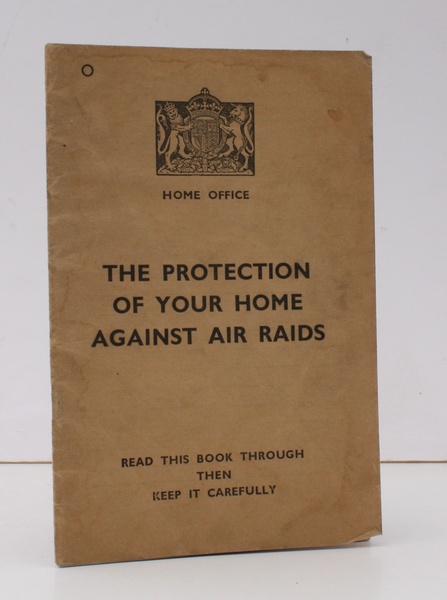 HOME OFFICE
THE PROTECTION
OF YOUR HOME
AGAINST AIR RAIDS
READ THIS BOOK THROUGH
THEN
KEEP IT CAREFULLY